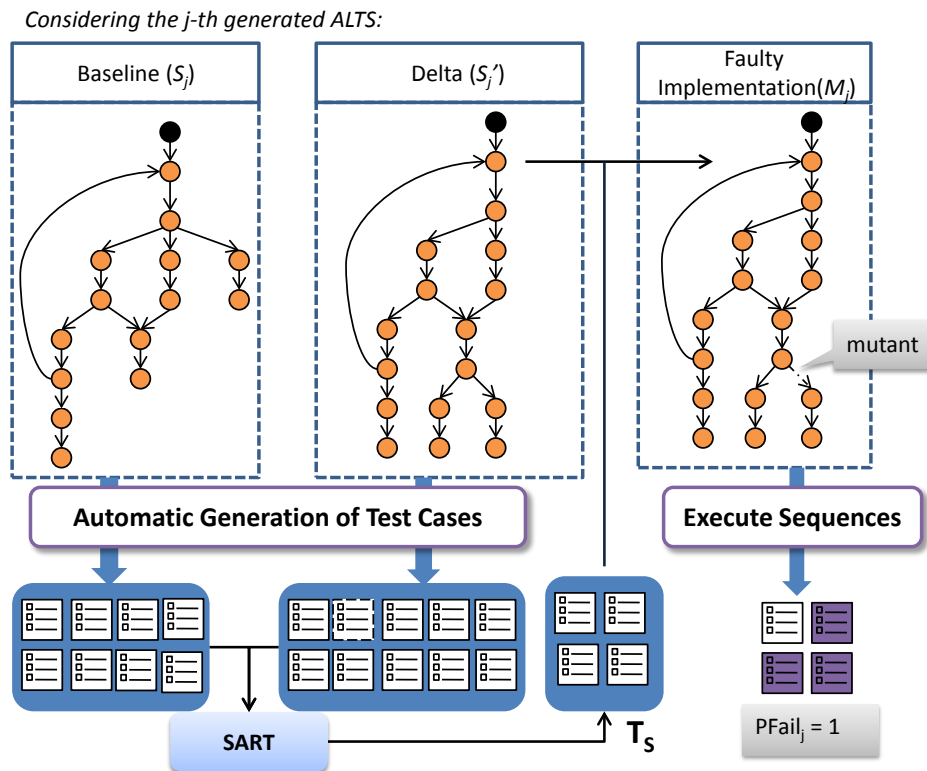 Considering the j-th generated ALTS:
Baseline (Sj)
Delta (Sj’)
Faulty
Implementation(Mj)
mutant
Automatic Generation of Test Cases
Execute Sequences
SART
TS
PFailj = 1